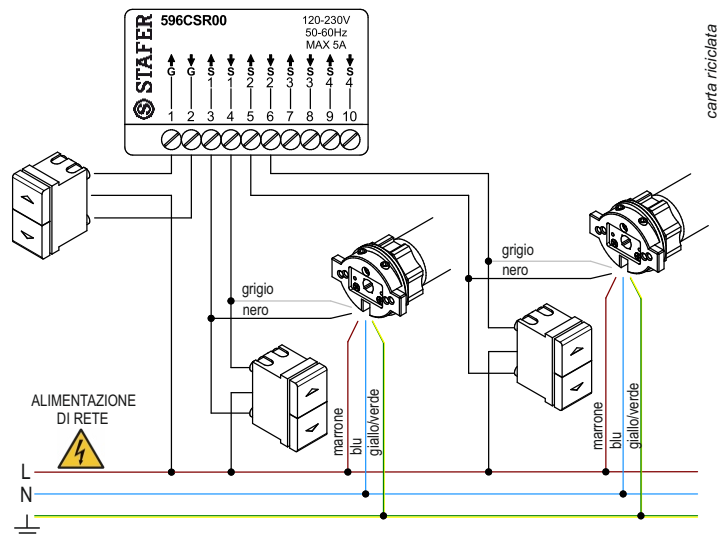 STAFER
596CSR00
120-230V
50-60Hz
MAX 5A
G G S S S S S S S S
1 1 2 2 3 3 4 4
1 2 3 4 5 6 7 8 9 10
carta riciclata
grigio
nero
grigio
nero
ALIMENTAZIONE
DI RETE
marrone
blu
giallo/verde
marrone
blu
giallo/verde
L
N